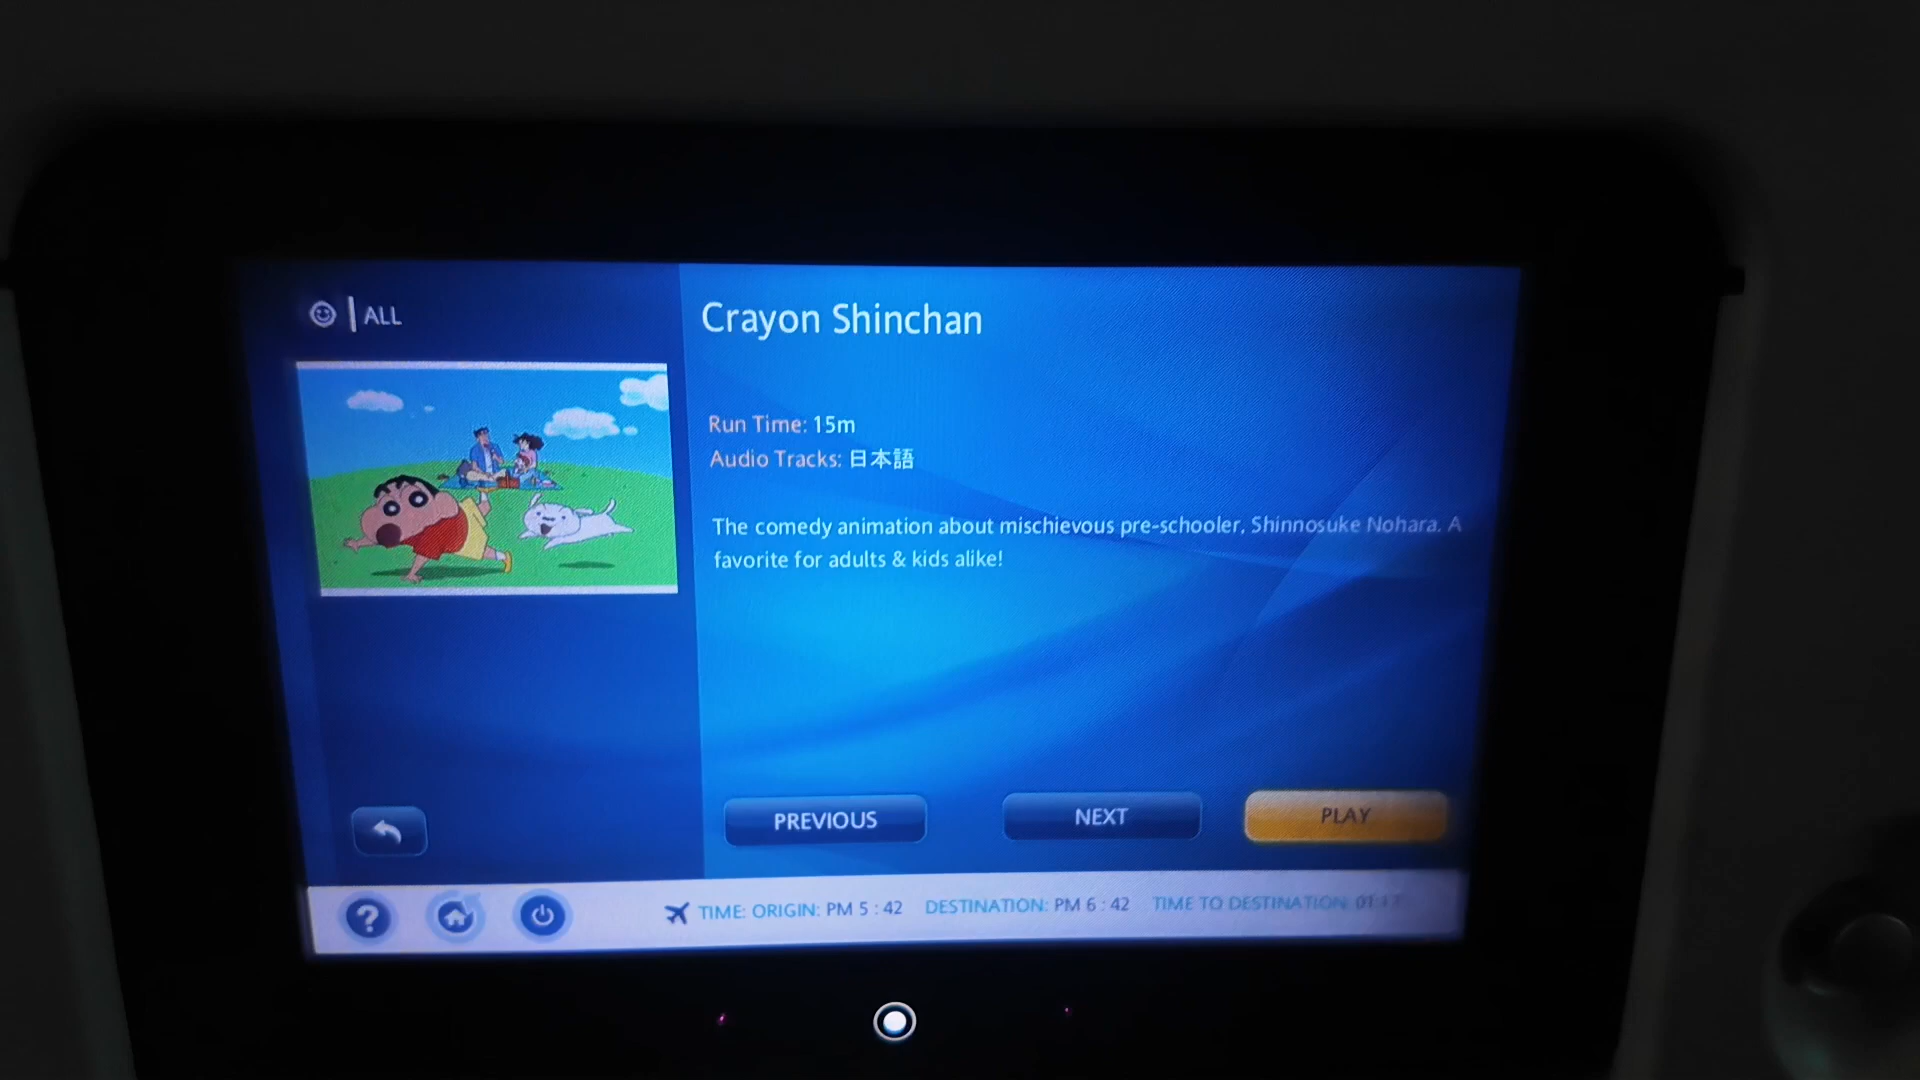 ALL
Crayon Shinchan
Run Time: 15m
Audio Tracks: 日本語
The comedy animation about mischievous pre-schooler, Shinnosuke Nohara. A
favorite for adults & kids alike!
PREVIOUS NEXT PLAY
? TIME: ORIGIN: PM 5 : 42 DESTINATION: PM 6 : 42 TIME TO DESTINATION